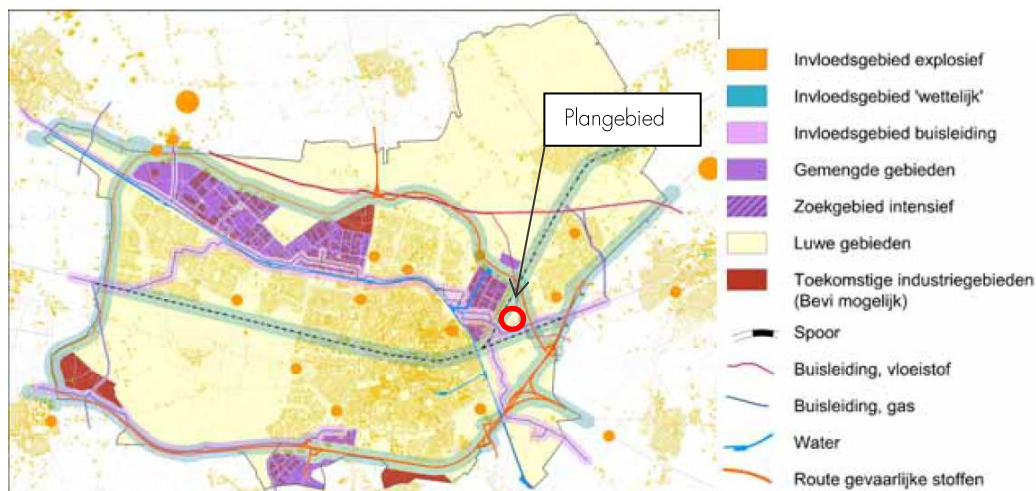 Plangebied
Invloedsgebied explosief
Invloedsgebied 'wettelijk'
Invloedsgebied buisleiding
Gemengde gebieden
Zoekgebied intensief
Luwe gebieden
Toekomstige industriegebieden
(Bevi mogelijk)
Spoor
Buisleiding, vloeistof
Buisleiding, gas
Water
Route gevaarlijke stoffen